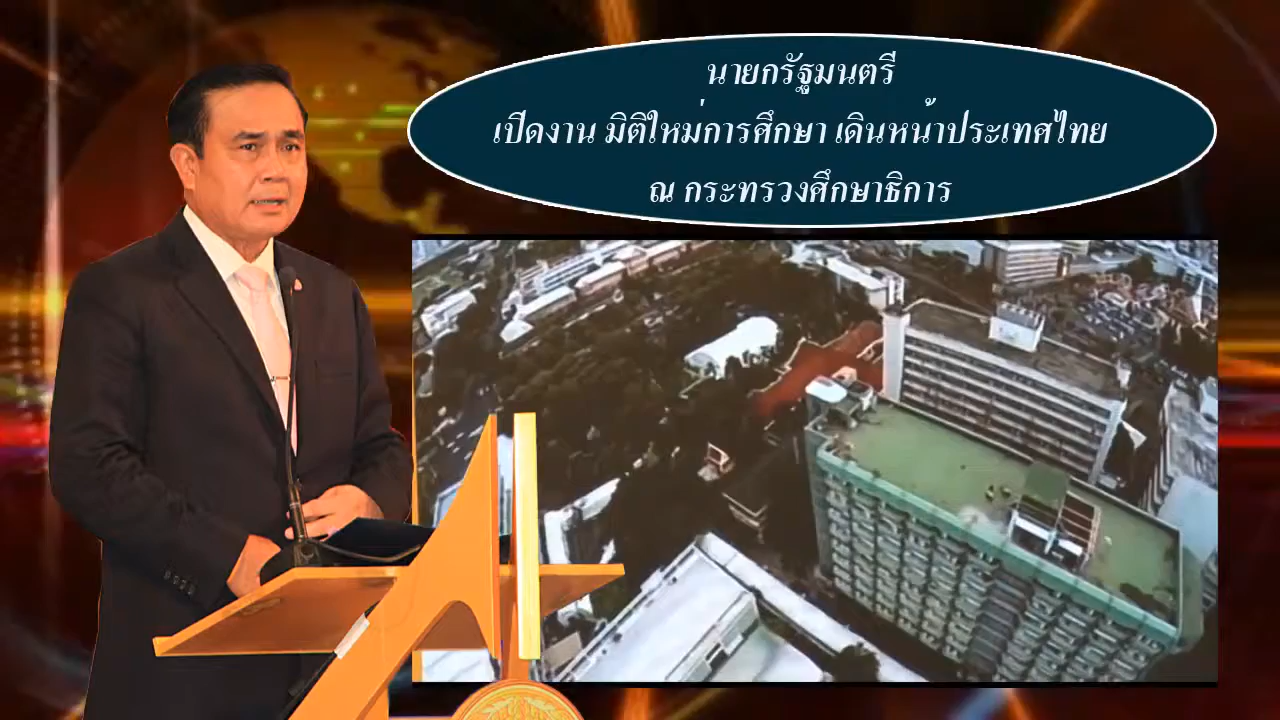 นายกรัฐมนตรี
เปิดงาน มิติใหม่การศึกษา เดินหน้าประเทศไทย
ณ กระทรวงศึกษาธิการ